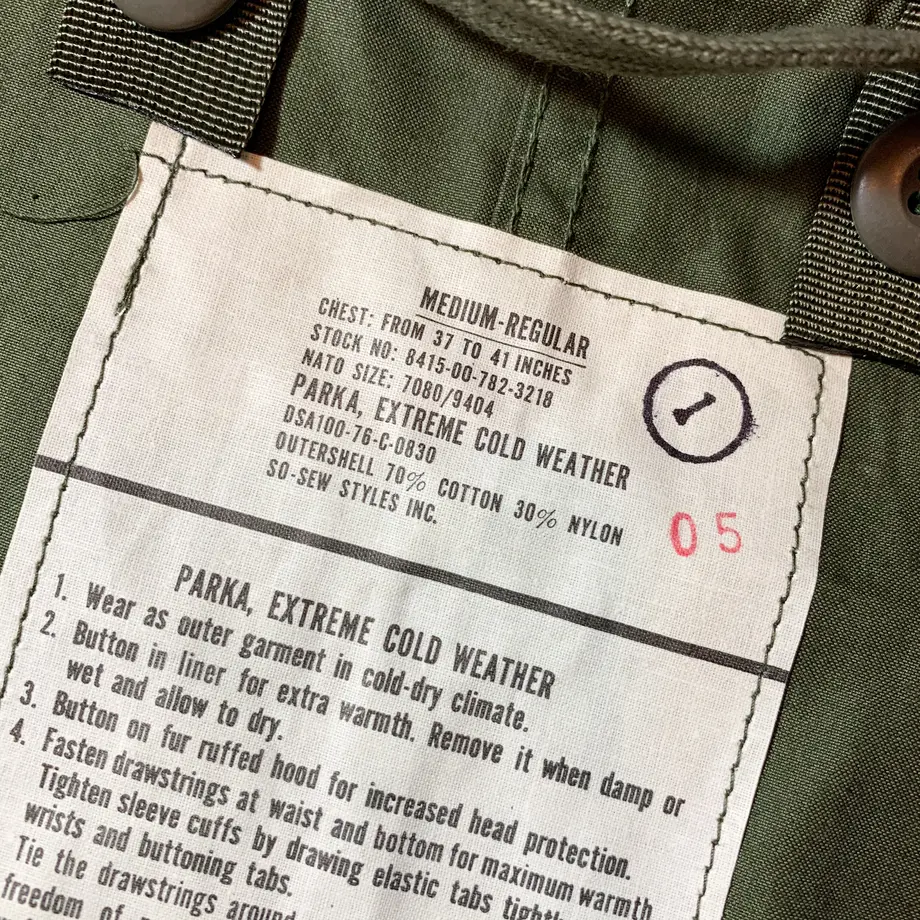 MEDIUM-REGULAR
CHEST: FROM 37 TO 41 INCHES
STOCK NO: 8415-00-782-3218
NATO SIZE: 7080/9404
PARKA, EXTREME COLD WEATHER
DSA100-76-C-0830
OUTERSHELL 70% COTTON 30% NYLON
SO-SEW STYLES INC.
1
05
PARKA, EXTREME COLD WEATHER
1. Wear as outer garment in cold-dry climate.
2. Button in liner for extra warmth. Remove it when damp or
wet and allow to dry.
3. Button on fur ruffed hood for increased head protection.
4. Fasten drawstrings at waist and bottom for maximum warmth
Tighten sleeve cuffs by drawing elastic tabs
wrists and buttoning tabs.
Tie the drawstrings around
freedom of